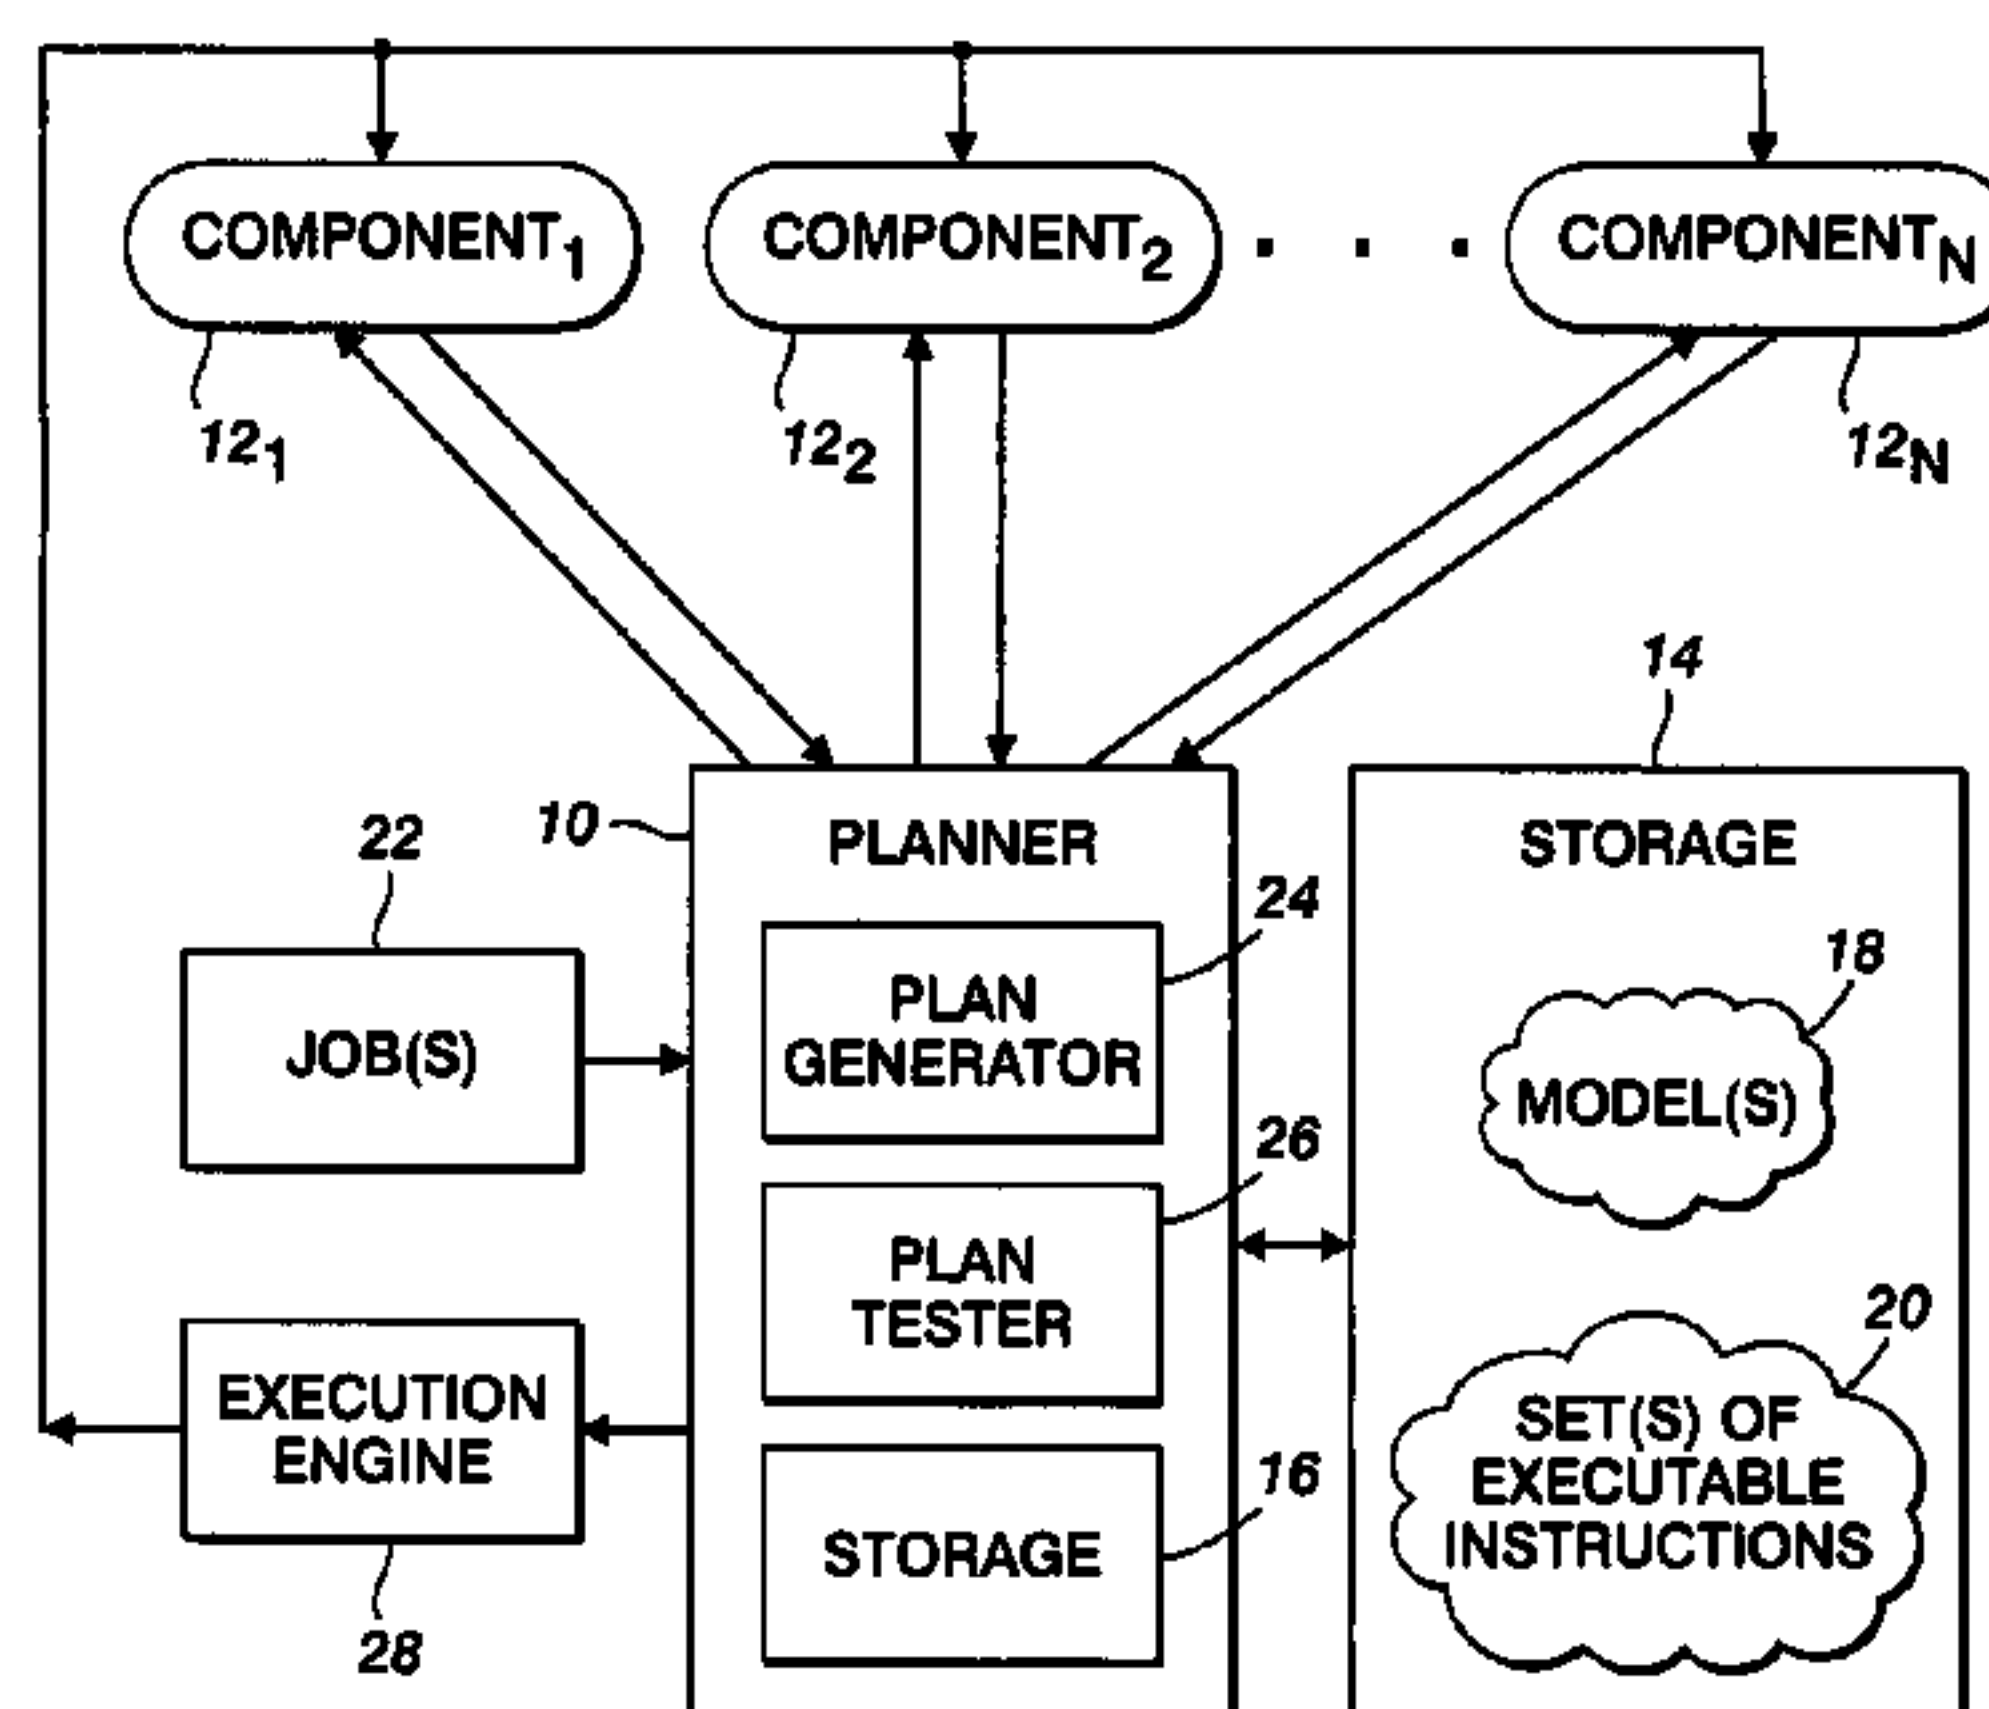 COMPONENT1
COMPONENT2
. . .
COMPONENTN
121
122
12N
14
10
PLANNER
STORAGE
22
24
18
JOB(S)
PLAN
GENERATOR
MODEL(S)
26
PLAN
TESTER
20
EXECUTION
ENGINE
SET(S) OF
EXECUTABLE
INSTRUCTIONS
16
STORAGE
28